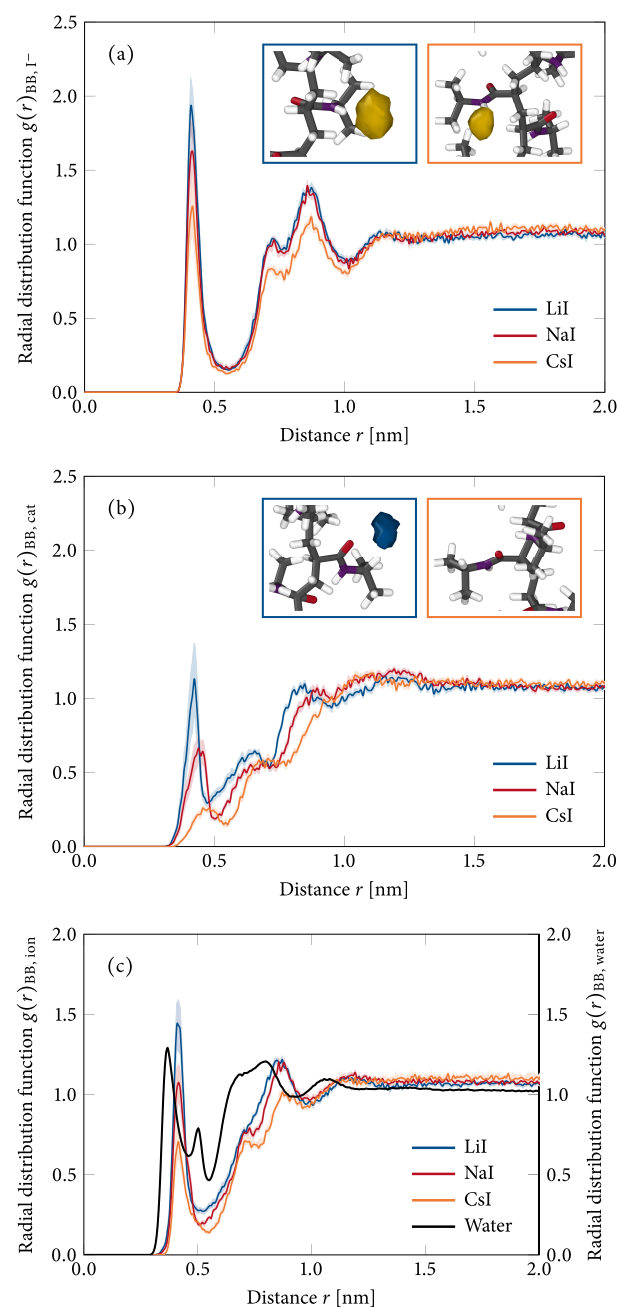 (a)
Radial distribution function g(r)BB, I−
2.5
2.0
1.5
1.0
0.5
0.0
LiI
NaI
CsI
0.0 0.5 1.0 1.5 2.0
Distance r [nm]
(b)
Radial distribution function g(r)BB, cat
2.5
2.0
1.5
1.0
0.5
0.0
LiI
NaI
CsI
0.0 0.5 1.0 1.5 2.0
Distance r [nm]
(c)
Radial distribution function g(r)BB, ion
2.0
1.5
1.0
0.5
0.0
LiI
NaI
CsI
Water
2.0
1.5
1.0
0.5
0.0
Radial distribution function g(r)BB, water
0.0 0.5 1.0 1.5 2.0
Distance r [nm]